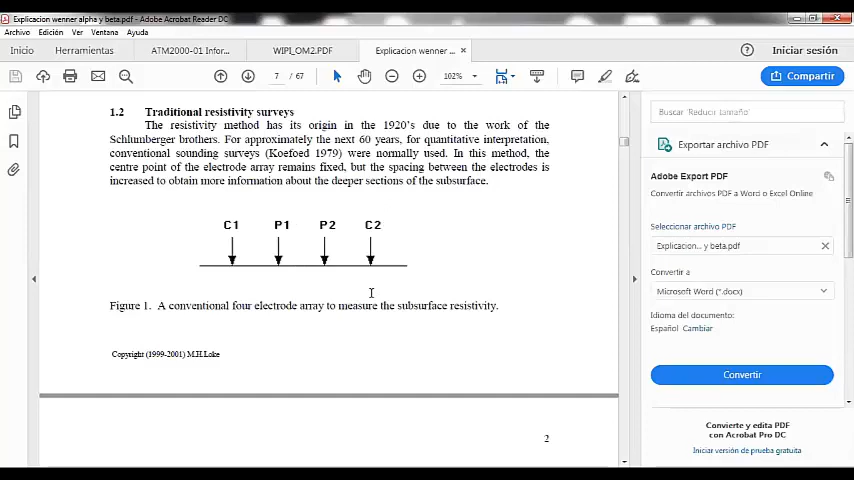 Explicacion wenner alpha y beta.pdf - Adobe Acrobat Reader DC
Archivo Edición Ver Ventana Ayuda
Inicio Herramientas ATM2000-01 Infor... WIPI_OM2.PDF Explicacion wenner ... × Iniciar sesión
7 / 67 102% Compartir
1.2 Traditional resistivity surveys
The resistivity method has its origin in the 1920's due to the work of the
Schlumberger brothers. For approximately the next 60 years, for quantitative interpretation,
conventional sounding surveys (Koefoed 1979) were normally used. In this method, the
centre point of the electrode array remains fixed, but the spacing between the electrodes is
increased to obtain more information about the deeper sections of the subsurface.
C1 P1 P2 C2
Figure 1. A conventional four electrode array to measure the subsurface resistivity.
Copyright (1999-2001) M.H.Loke
2
Buscar 'Reducir tamaño'
Exportar archivo PDF
Adobe Export PDF
Convertir archivos PDF a Word o Excel Online
Seleccionar archivo PDF
Explicacion... y beta.pdf
Convertir a
Microsoft Word (*.docx)
Idioma del documento:
Español Cambiar
Convertir
Convierte y edita PDF
con Acrobat Pro DC
Iniciar versión de prueba gratuita